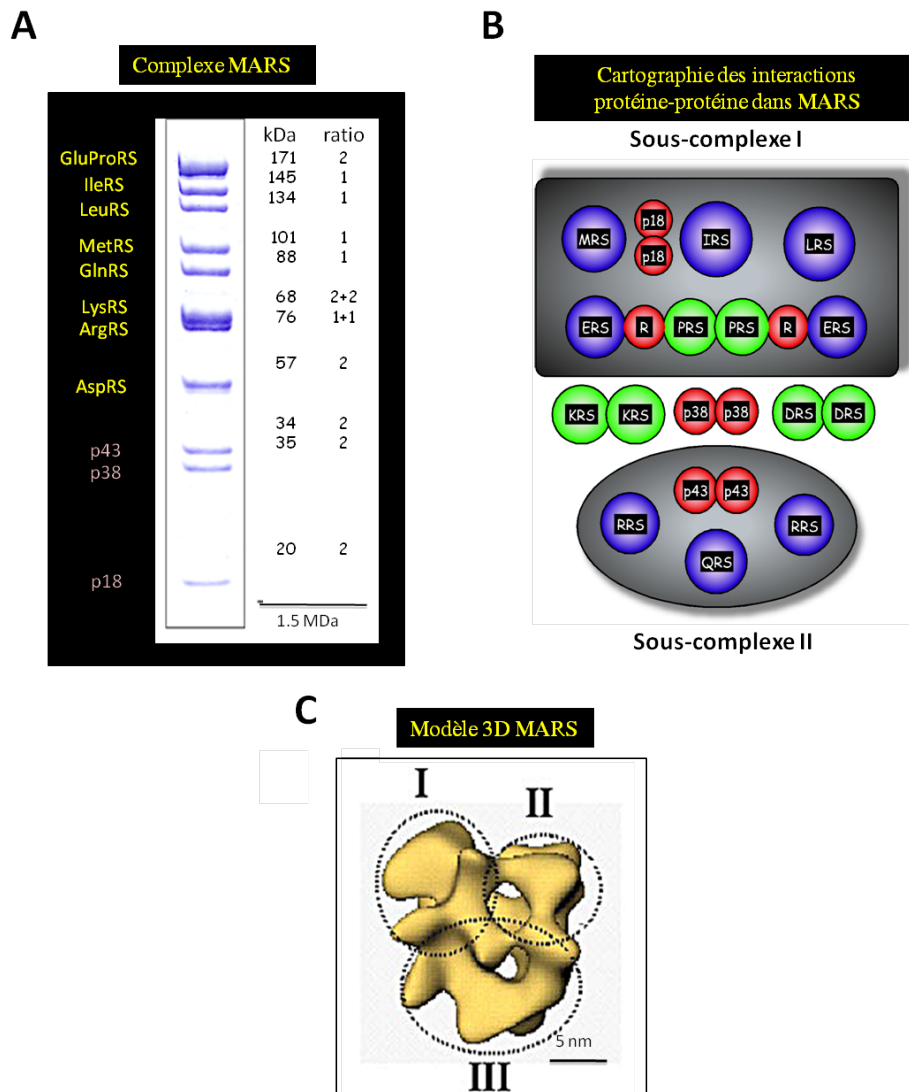 A
Complexe MARS
kDa ratio
GluProRS 171 2
IleRS 145 1
LeuRS 134 1
MetRS 101 1
GlnRS 88 1
LysRS 68 2+2
ArgRS 76 1+1
AspRS 57 2
p43 34 2
p38 35 2
p18 20 2
1.5 MDa
B
Cartographie des interactions
protéine-protéine dans MARS
Sous-complexe I
MRS p18 IRS LRS
p18
ERS R PRS PRS R ERS
KRS KRS p38 p38 DRS DRS
p43 p43
RRS RRS
QRS
Sous-complexe II
C
Modèle 3D MARS
I
II
5 nm
III